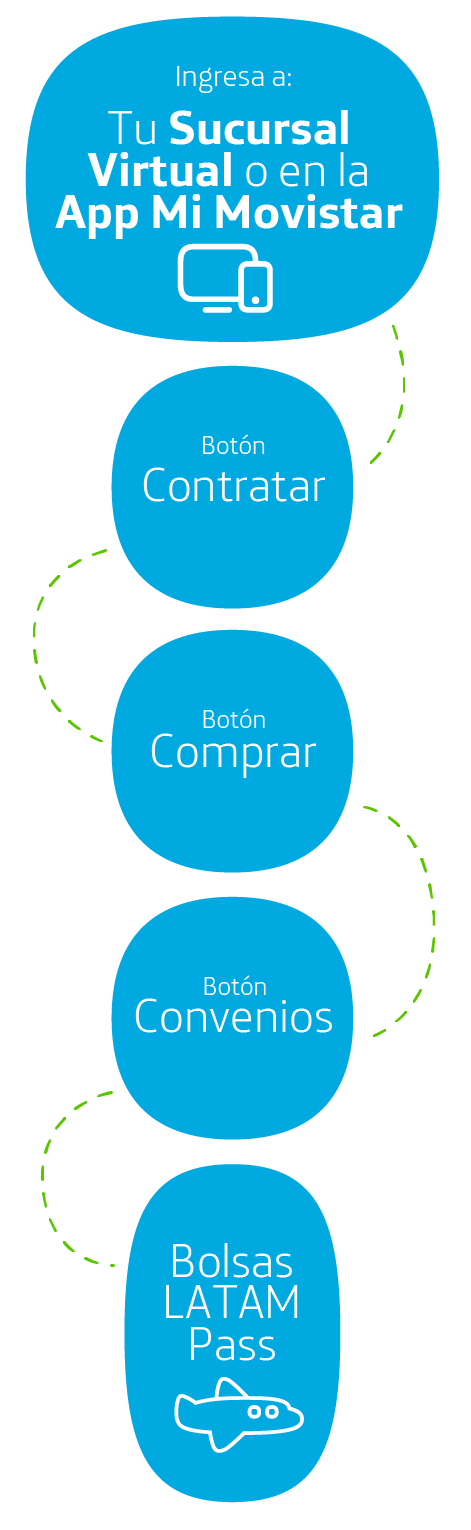 Ingresa a:
Tu Sucursal
Virtual o en la
App Mi Movistar
Botón
Contratar
Botón
Comprar
Botón
Convenios
Bolsas
LATAM
Pass